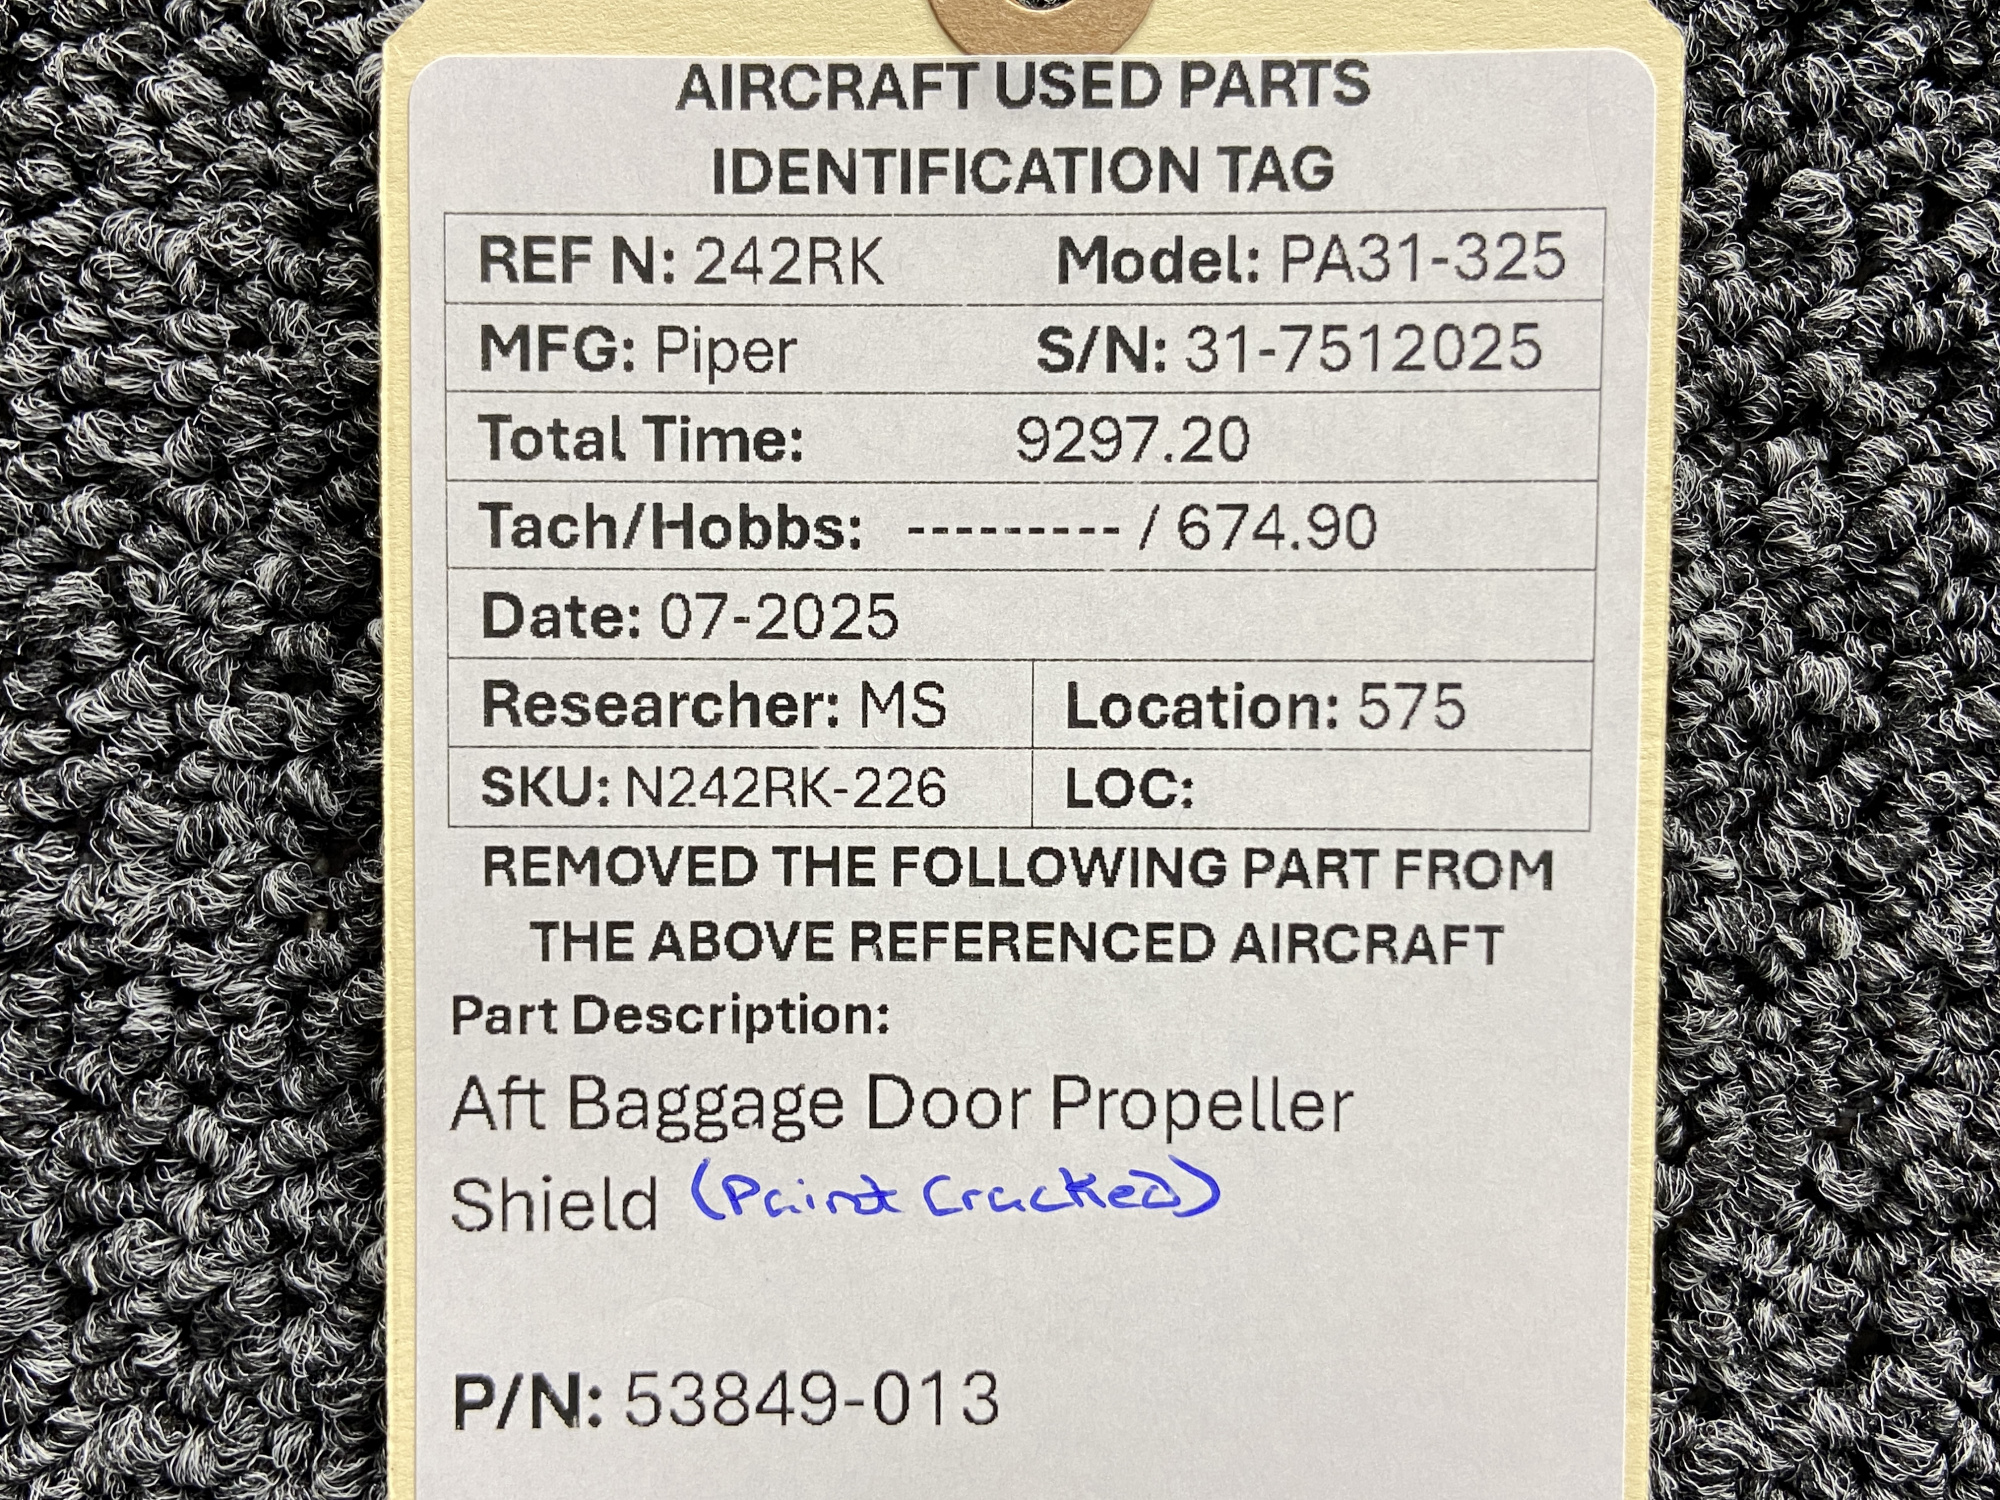 AIRCRAFT USED PARTS
IDENTIFICATION TAG
REF N: 242RK Model: PA31-325
MFG: Piper S/N: 31-7512025
Total Time: 9297.20
Tach/Hobbs: --------- / 674.90
Date: 07-2025
Researcher: MS Location: 575
SKU: N242RK-226 LOC:
REMOVED THE FOLLOWING PART FROM
THE ABOVE REFERENCED AIRCRAFT
Part Description:
Aft Baggage Door Propeller
Shield (Paint Cracked)
P/N: 53849-013